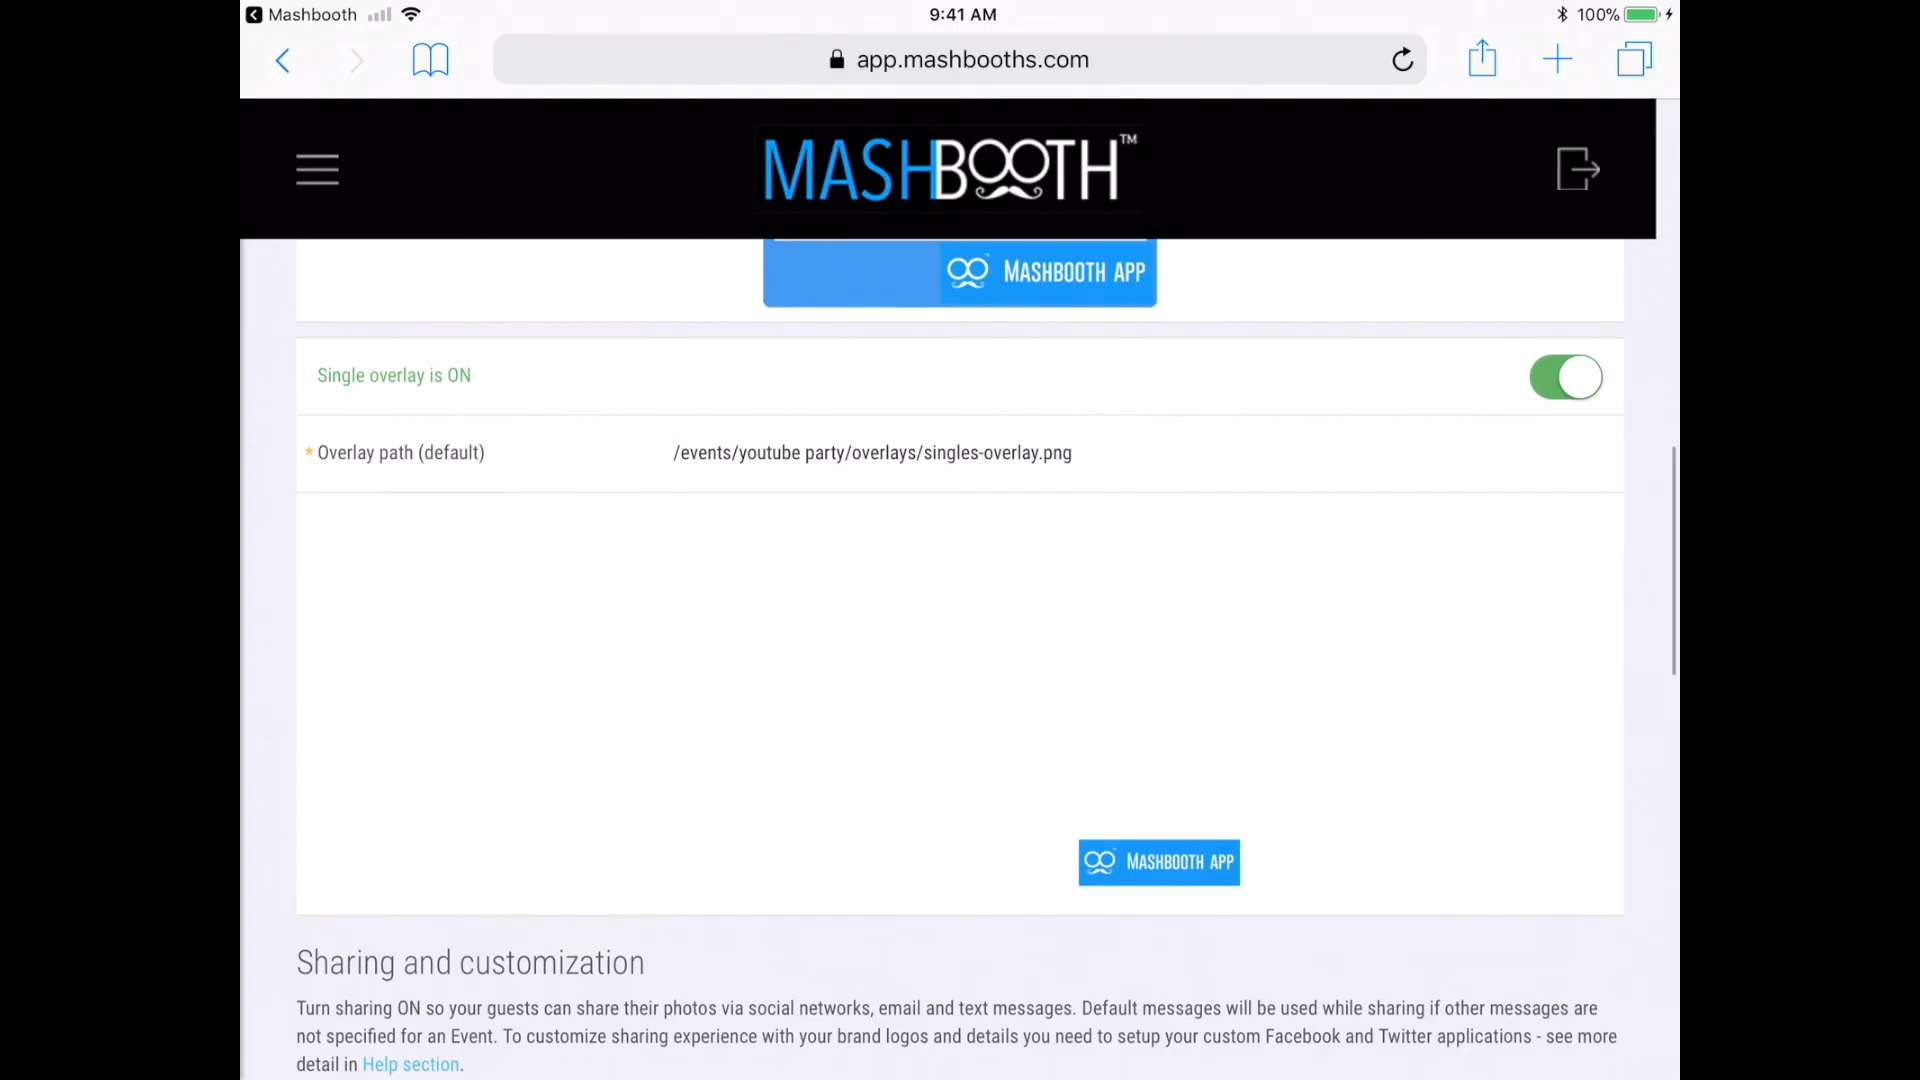 Mashbooth
9:41 AM
100%
app.mashbooths.com
MASHBOOTH™
MASHBOOTH APP
Single overlay is ON
* Overlay path (default)
/events/youtube party/overlays/singles-overlay.png
MASHBOOTH APP
Sharing and customization
Turn sharing ON so your guests can share their photos via social networks, email and text messages. Default messages will be used while sharing if other messages are
not specified for an Event. To customize sharing experience with your brand logos and details you need to setup your custom Facebook and Twitter applications - see more
detail in Help section.